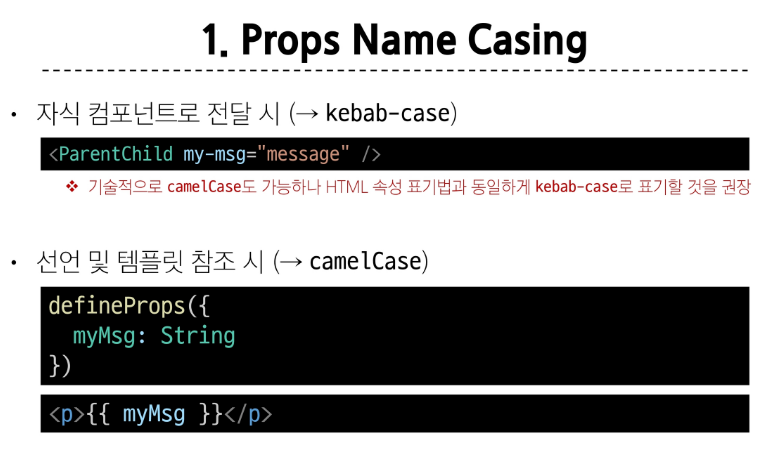 1. Props Name Casing
• 자식 컴포넌트로 전달 시 (→ kebab-case)
<ParentChild my-msg="message" />
❖ 기술적으로 camelCase도 가능하나 HTML 속성 표기법과 동일하게 kebab-case로 표기할 것을 권장
• 선언 및 템플릿 참조 시 (→ camelCase)
defineProps({
  myMsg: String
})
<p>{{ myMsg }}</p>